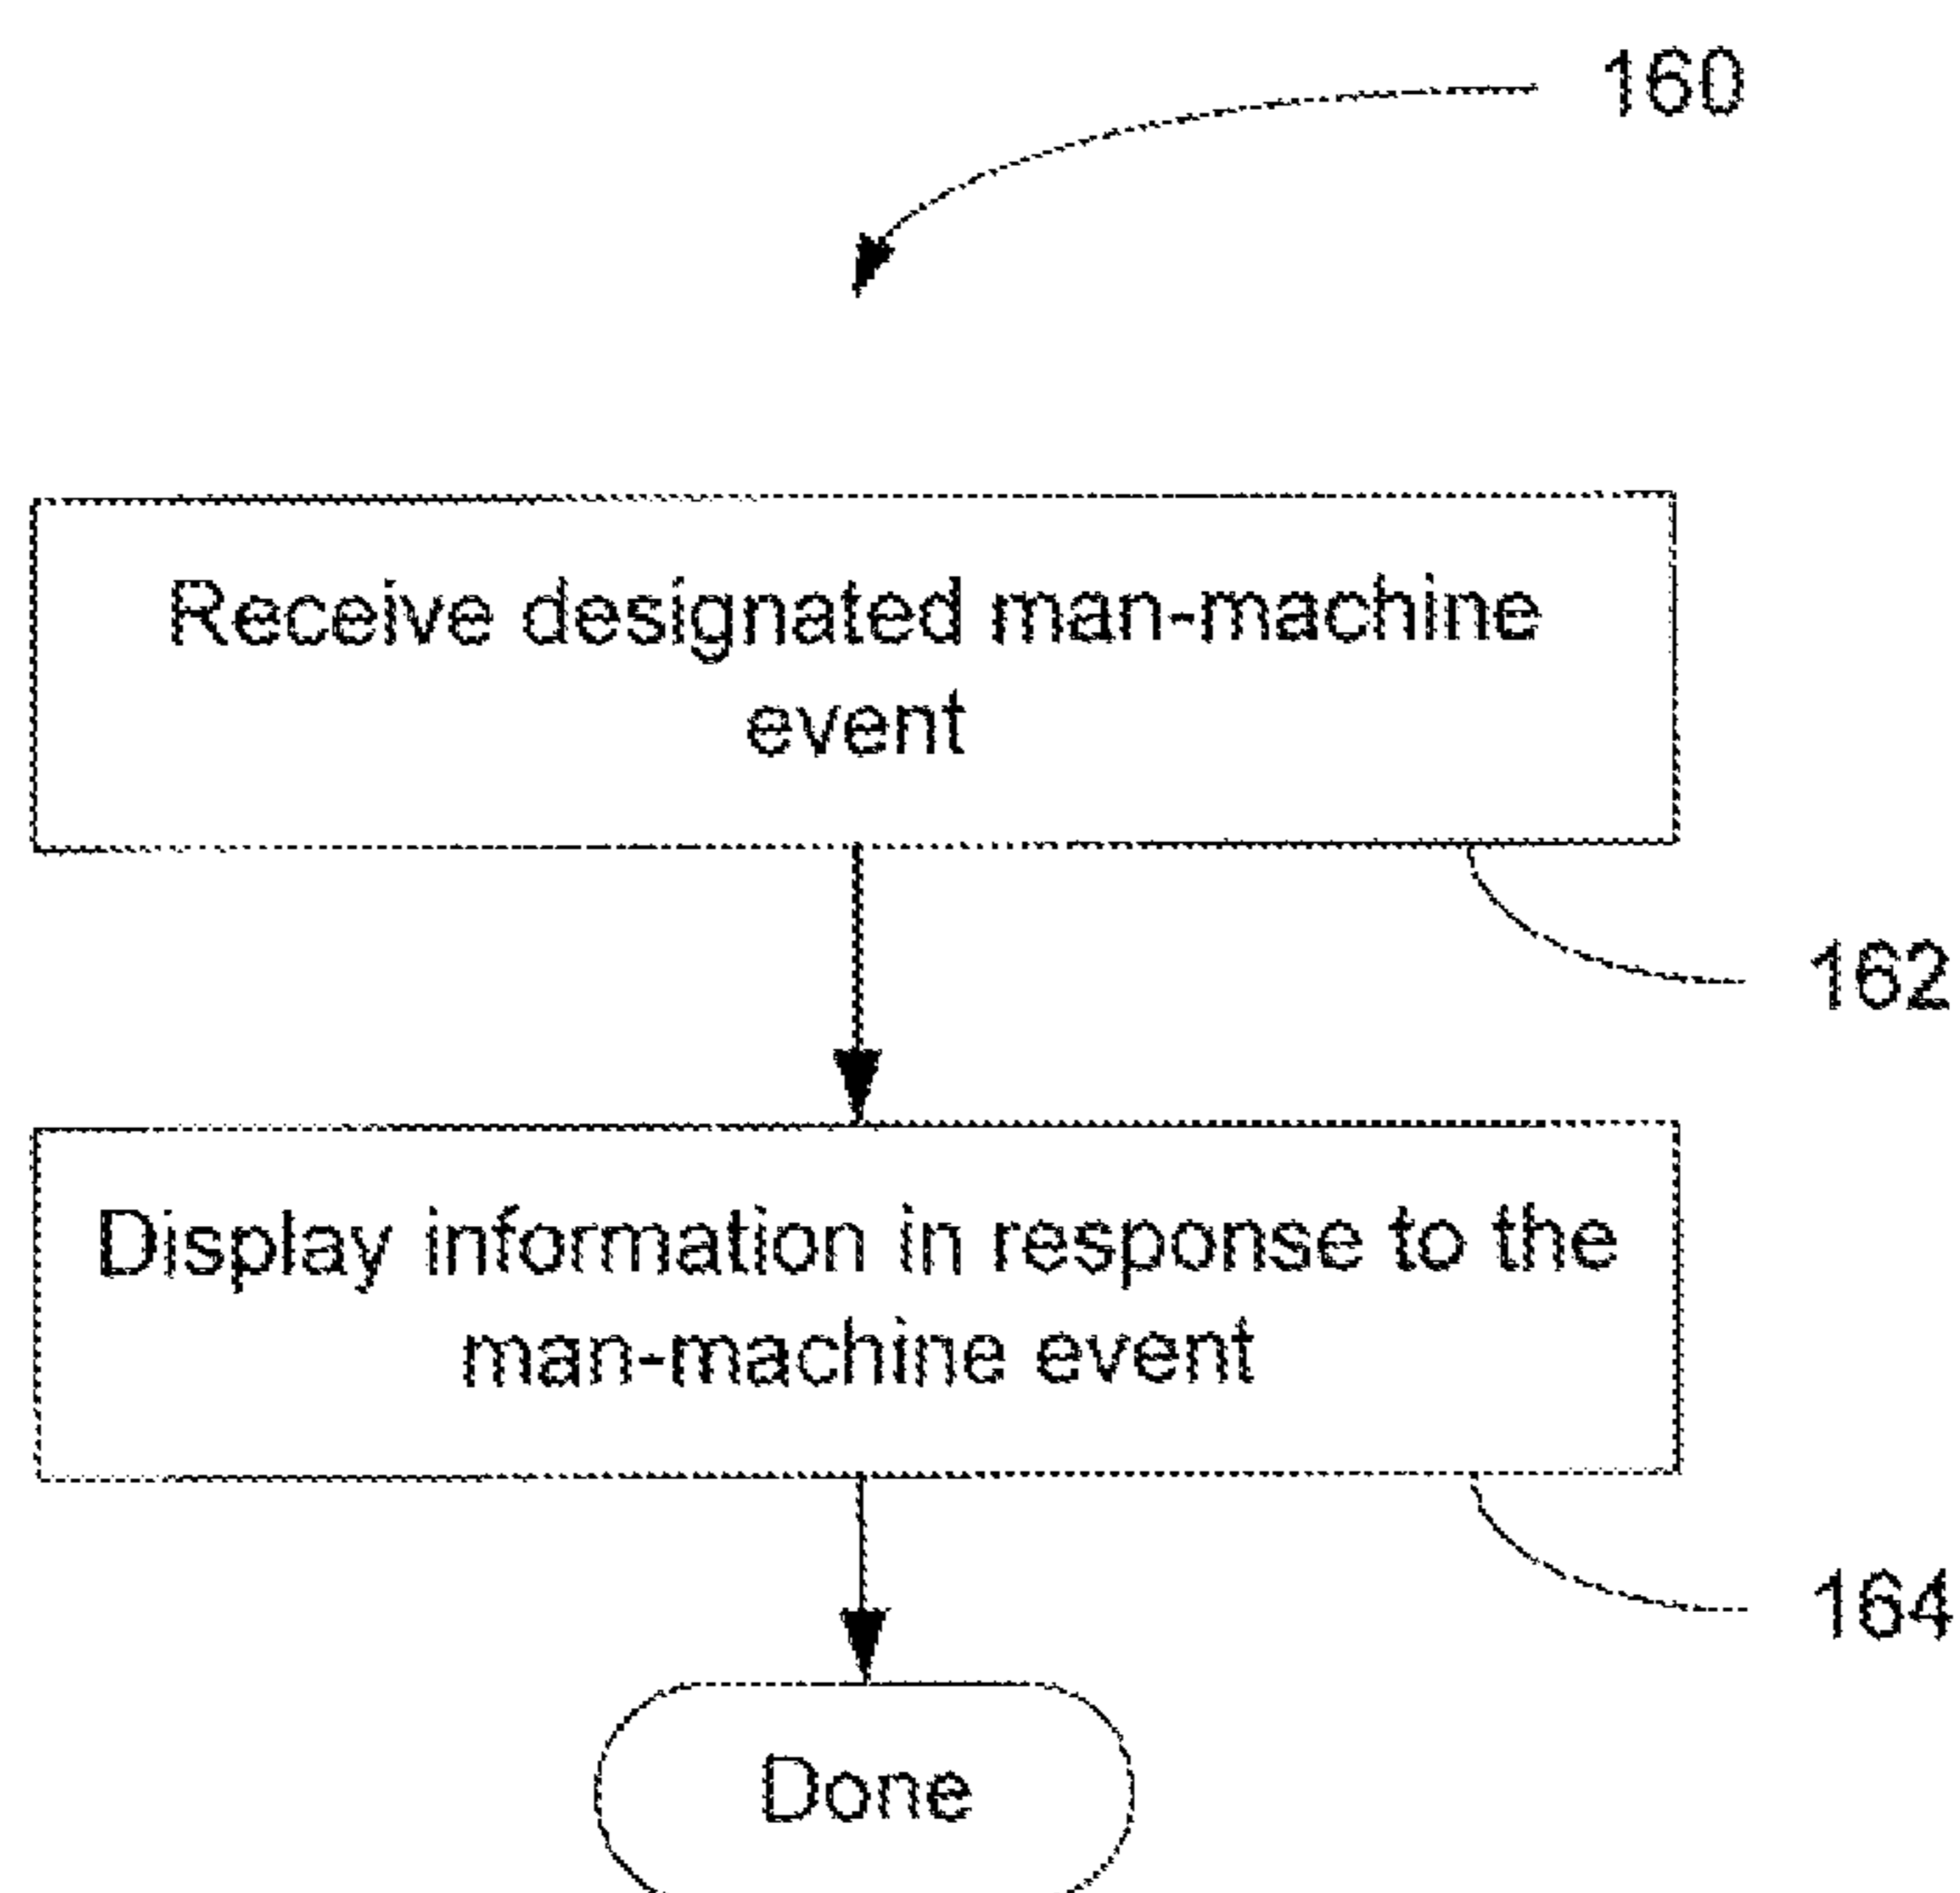 160
Receive designated man-machine
event
162
Display information in response to the
man-machine event
164
Done